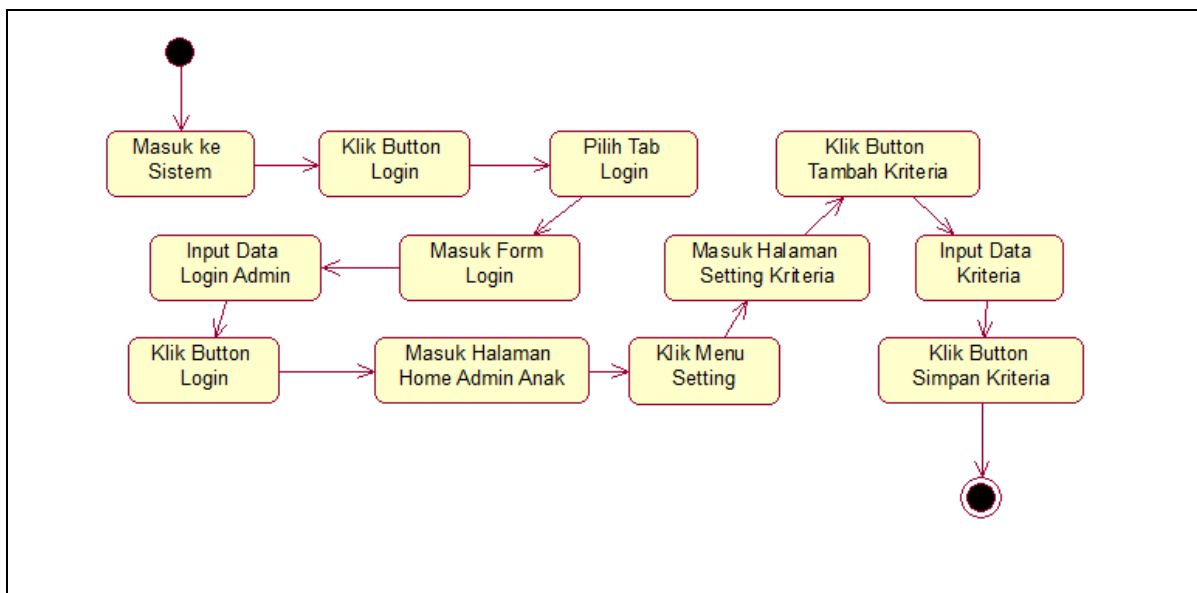 Masuk ke
Sistem
Klik Button
Login
Pilih Tab
Login
Masuk Form
Login
Input Data
Login Admin
Klik Button
Login
Masuk Halaman
Home Admin Anak
Klik Menu
Setting
Masuk Halaman
Setting Kriteria
Klik Button
Tambah Kriteria
Input Data
Kriteria
Klik Button
Simpan Kriteria